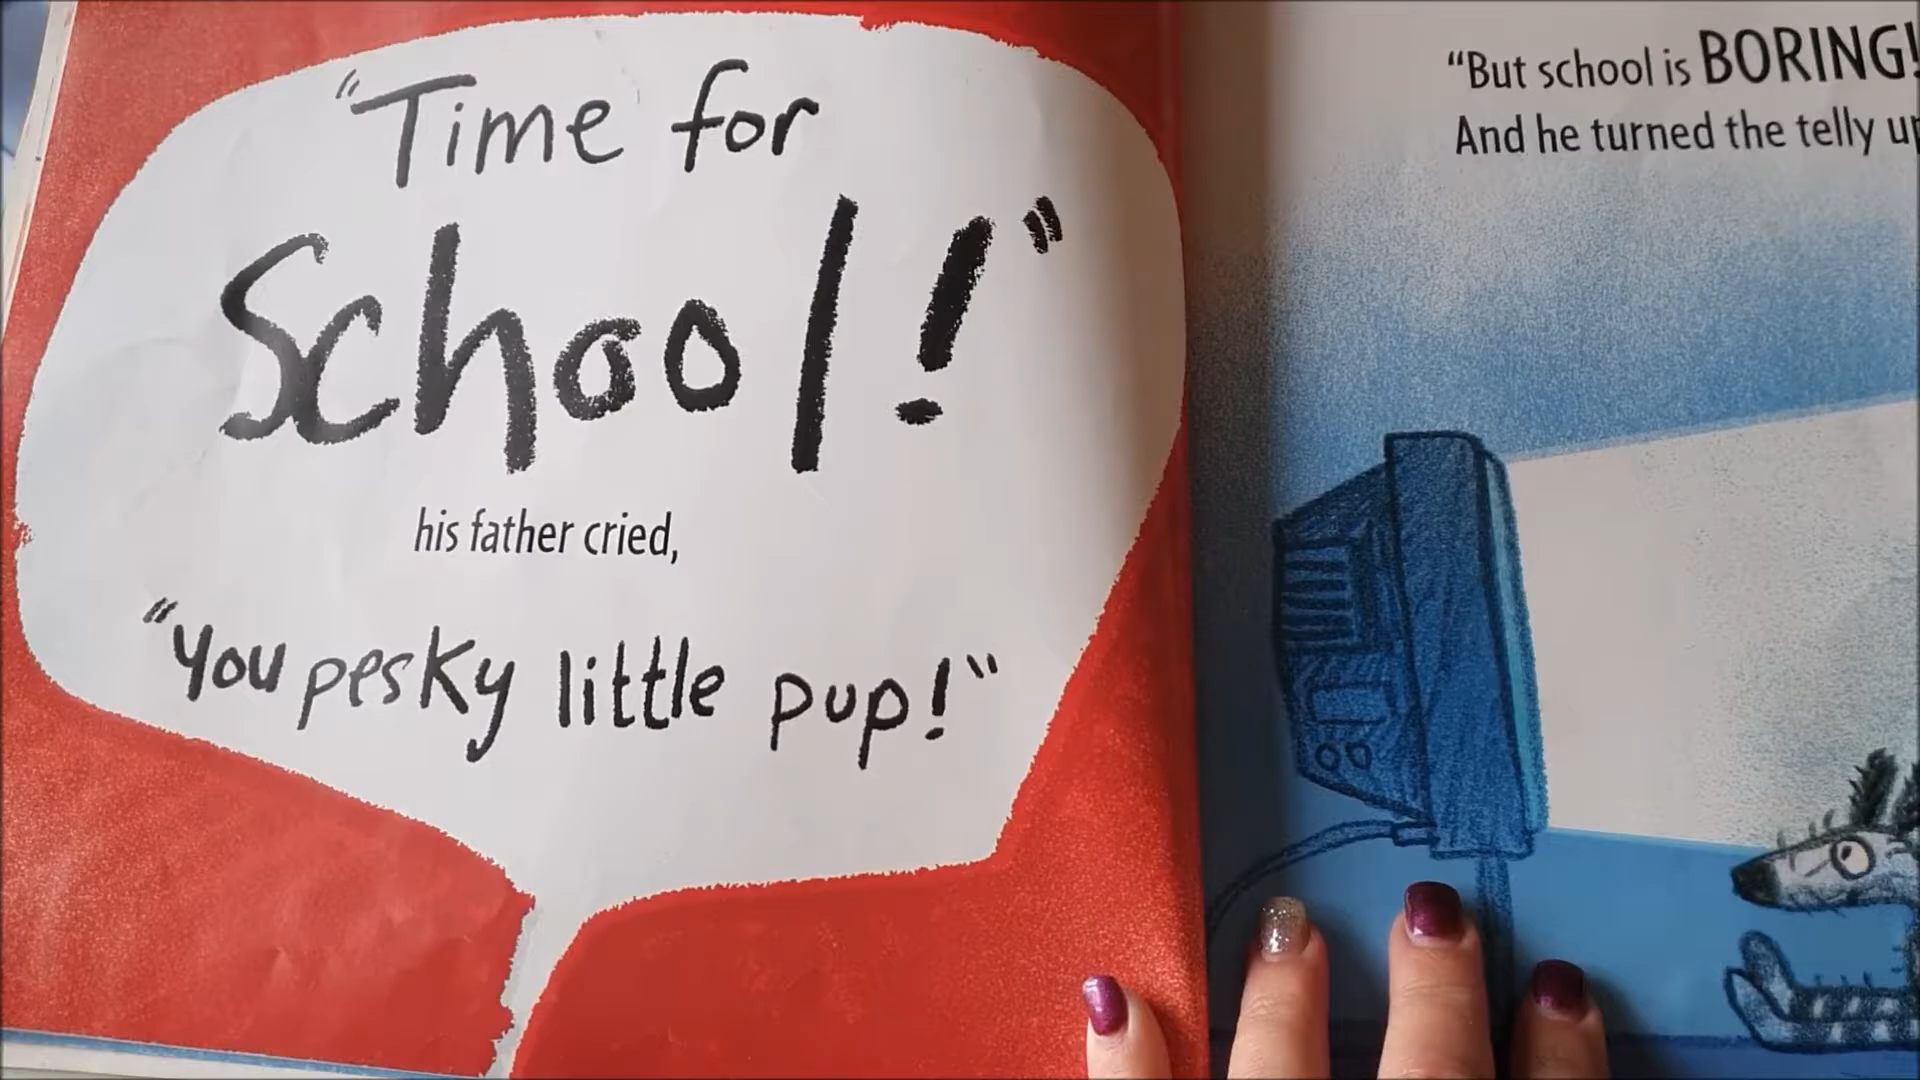 "Time for
School!"
his father cried,
"You pesky little pup!"
"But school is BORING!
And he turned the telly up